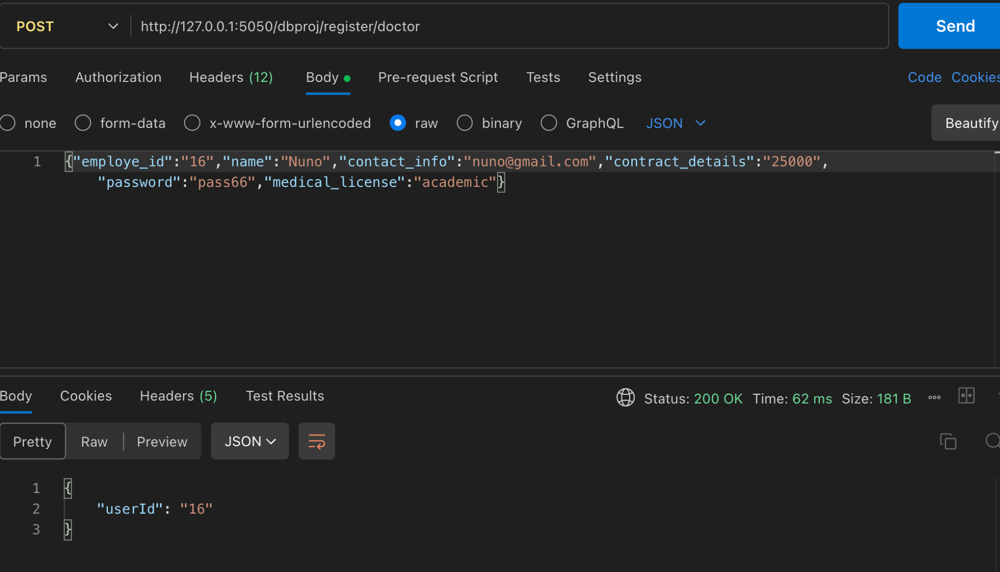 POST http://127.0.0.1:5050/dbproj/register/doctor Send
Params Authorization Headers (12) Body Pre-request Script Tests Settings Code Cookies
none form-data x-www-form-urlencoded raw binary GraphQL JSON Beautify
1 {"employe_id":"16","name":"Nuno","contact_info":"nuno@gmail.com","contract_details":"25000",
"password":"pass66","medical_license":"academic"}
Body Cookies Headers (5) Test Results Status: 200 OK Time: 62 ms Size: 181 B
Pretty Raw Preview JSON
1 {
2 "userId": "16"
3 }